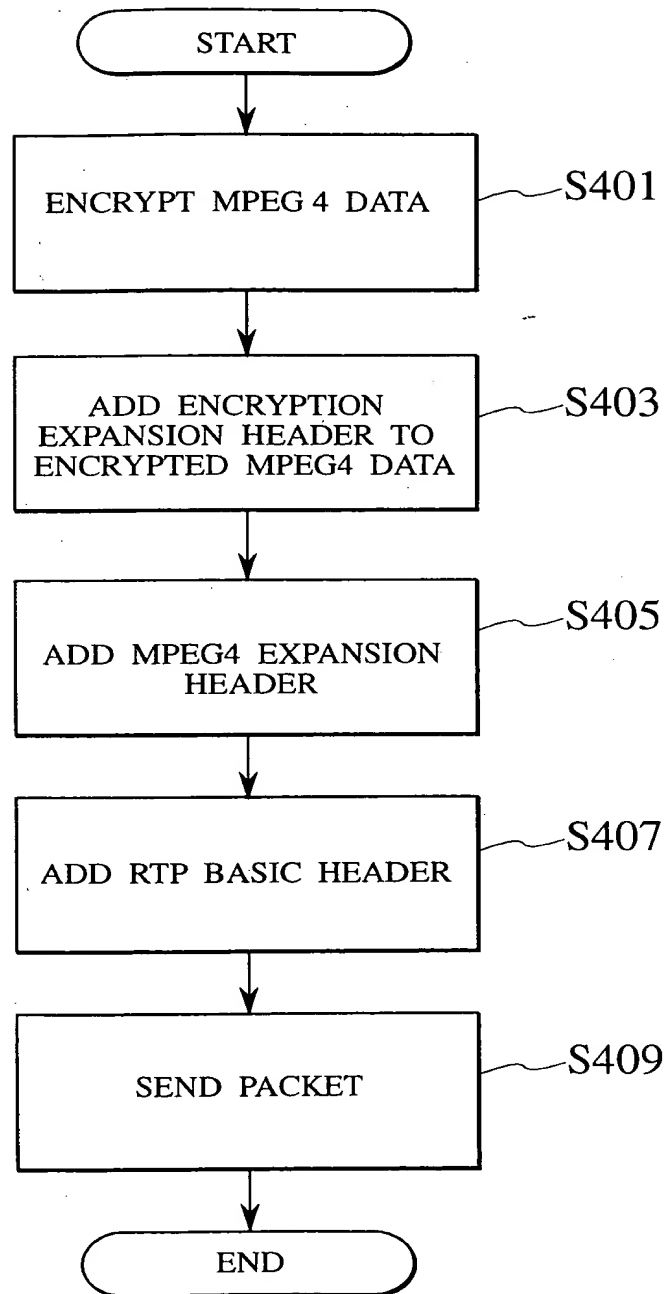 START
ENCRYPT MPEG 4 DATA
S401
ADD ENCRYPTION
EXPANSION HEADER TO
ENCRYPTED MPEG4 DATA
S403
ADD MPEG4 EXPANSION
HEADER
S405
ADD RTP BASIC HEADER
S407
SEND PACKET
S409
END